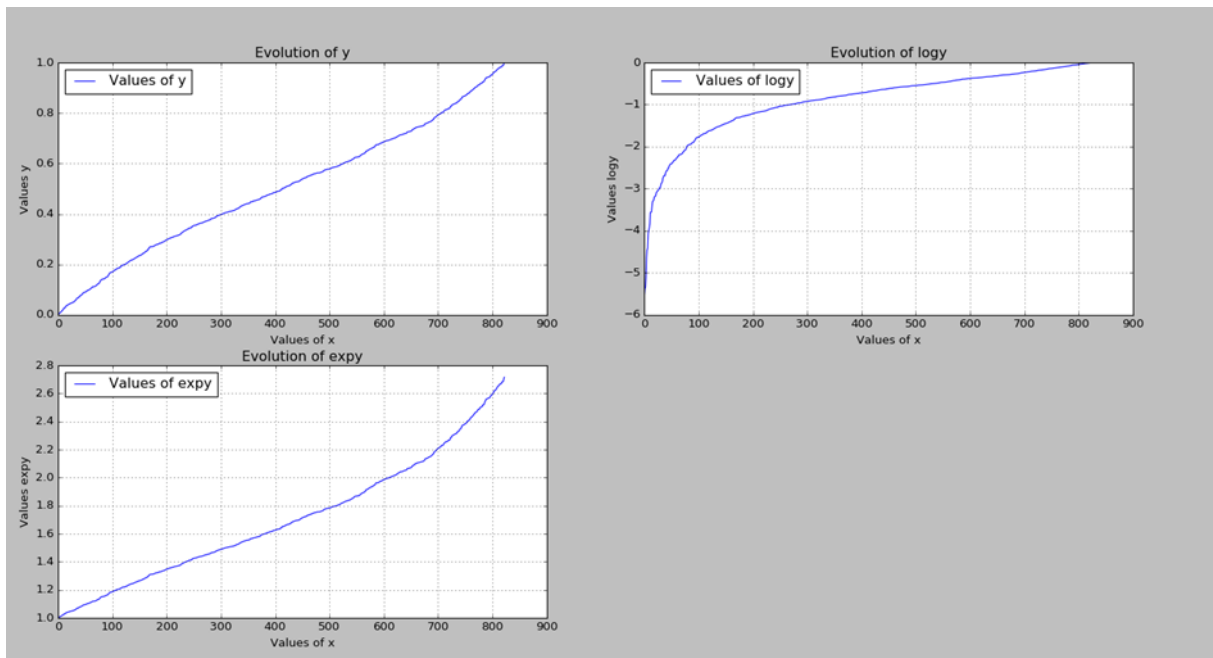 Evolution of y
Values of y
1.0
0.8
0.6
0.4
0.2
0.0
Values y
0 100 200 300 400 500 600 700 800 900
Values of x
Evolution of logy
Values of logy
0
−1
−2
−3
−4
−5
−6
Values logy
0 100 200 300 400 500 600 700 800 900
Values of x
Evolution of expy
Values of expy
2.8
2.6
2.4
2.2
2.0
1.8
1.6
1.4
1.2
1.0
Values expy
0 100 200 300 400 500 600 700 800 900
Values of x